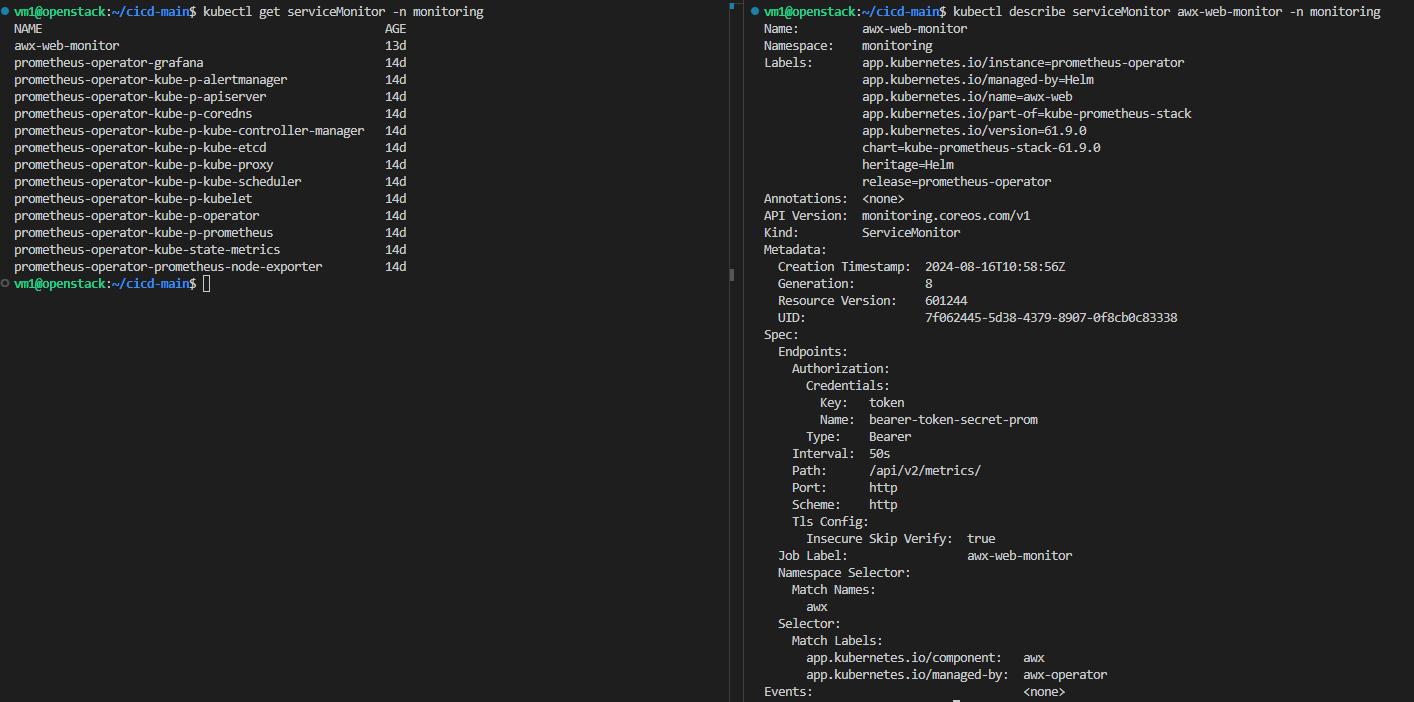 vm1@openstack:~/cicd-main$ kubectl get serviceMonitor -n monitoring
NAME AGE
awx-web-monitor 13d
prometheus-operator-grafana 14d
prometheus-operator-kube-p-alertmanager 14d
prometheus-operator-kube-p-apiserver 14d
prometheus-operator-kube-p-coredns 14d
prometheus-operator-kube-p-kube-controller-manager 14d
prometheus-operator-kube-p-kube-etcd 14d
prometheus-operator-kube-p-kube-proxy 14d
prometheus-operator-kube-p-kube-scheduler 14d
prometheus-operator-kube-p-kubelet 14d
prometheus-operator-kube-p-operator 14d
prometheus-operator-kube-p-prometheus 14d
prometheus-operator-kube-state-metrics 14d
prometheus-operator-prometheus-node-exporter 14d
vm1@openstack:~/cicd-main$
vm1@openstack:~/cicd-main$ kubectl describe serviceMonitor awx-web-monitor -n monitoring
Name: awx-web-monitor
Namespace: monitoring
Labels: app.kubernetes.io/instance=prometheus-operator
app.kubernetes.io/managed-by=Helm
app.kubernetes.io/name=awx-web
app.kubernetes.io/part-of=kube-prometheus-stack
app.kubernetes.io/version=61.9.0
chart=kube-prometheus-stack-61.9.0
heritage=Helm
release=prometheus-operator
Annotations: <none>
API Version: monitoring.coreos.com/v1
Kind: ServiceMonitor
Metadata:
Creation Timestamp: 2024-08-16T10:58:56Z
Generation: 8
Resource Version: 601244
UID: 7f062445-5d38-4379-8907-0f8cb0c83338
Spec:
Endpoints:
Authorization:
Credentials:
Key: token
Name: bearer-token-secret-prom
Type: Bearer
Interval: 50s
Path: /api/v2/metrics/
Port: http
Scheme: http
Tls Config:
Insecure Skip Verify: true
Job Label: awx-web-monitor
Namespace Selector:
Match Names:
awx
Selector:
Match Labels:
app.kubernetes.io/component: awx
app.kubernetes.io/managed-by: awx-operator
Events: <none>